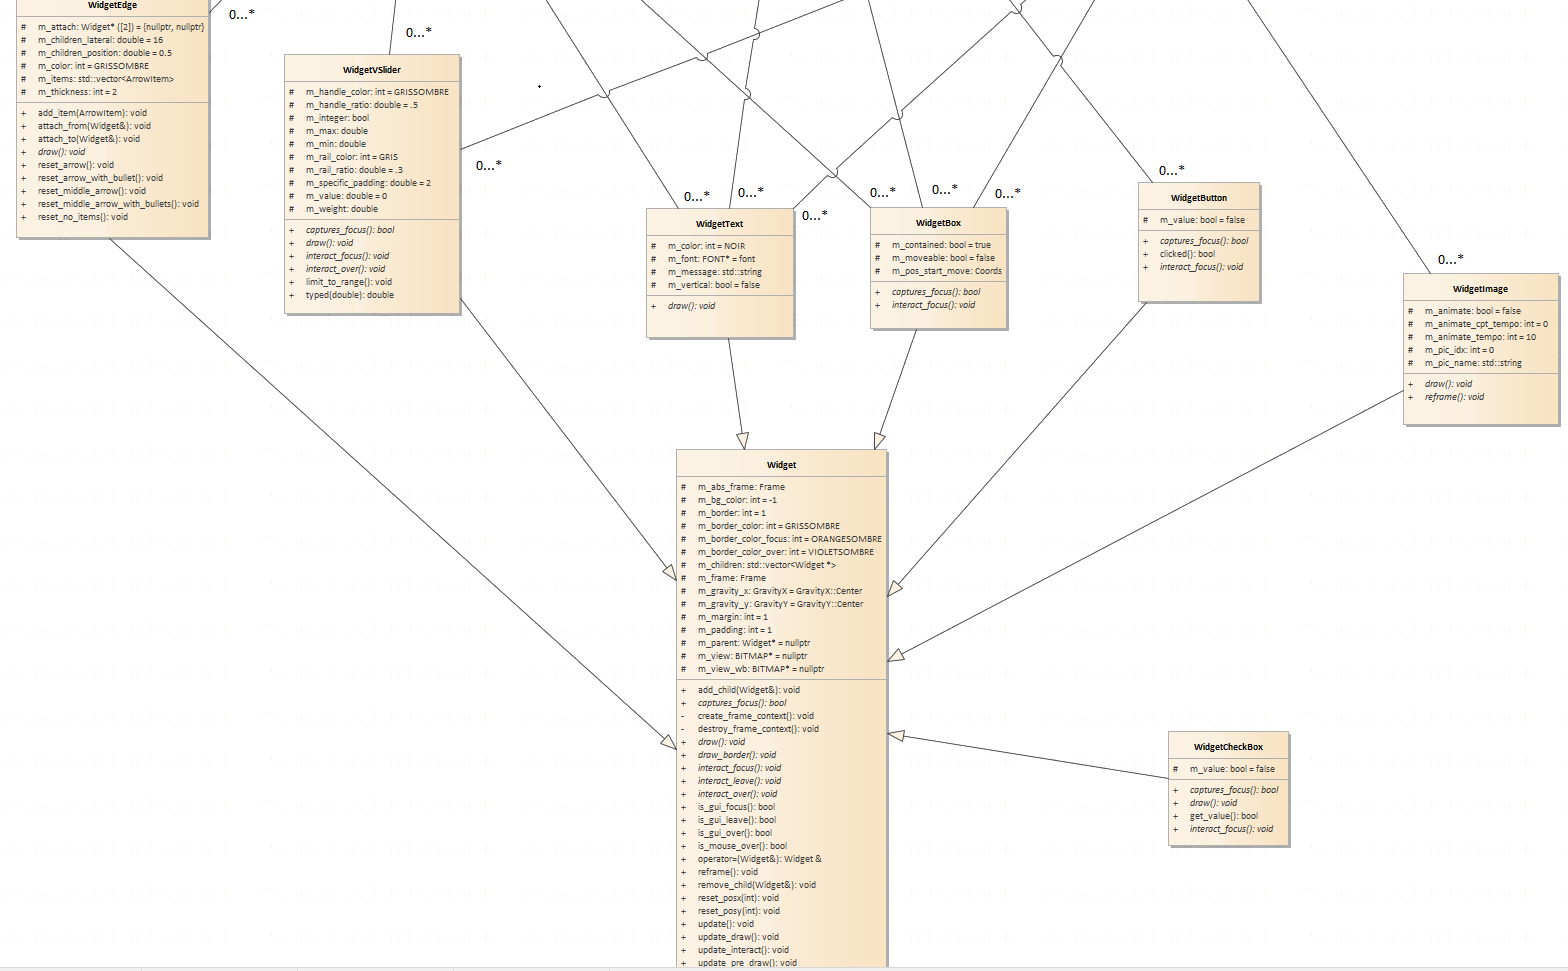 WidgetEdge
# m_attach: Widget* ([2]) = {nullptr, nullptr}
# m_children_lateral: double = 16
# m_children_position: double = 0.5
# m_color: int = GRISSOMBRE
# m_items: std::vector<ArrowItem>
# m_thickness: int = 2
+ add_item(ArrowItem): void
+ attach_from(Widget&): void
+ attach_to(Widget&): void
+ draw(): void
+ reset_arrow(): void
+ reset_arrow_with_bullet(): void
+ reset_middle_arrow(): void
+ reset_middle_arrow_with_bullets(): void
+ reset_no_items(): void
0...*
0...*
WidgetVSlider
# m_handle_color: int = GRISSOMBRE
# m_handle_ratio: double = .5
# m_integer: bool
# m_max: double
# m_min: double
# m_rail_color: int = GRIS
# m_rail_ratio: double = .3
# m_specific_padding: double = 2
# m_value: double = 0
# m_weight: double
+ captures_focus(): bool
+ draw(): void
+ interact_focus(): void
+ interact_over(): void
+ limit_to_range(): void
+ typed(double): double
0...*
0...*
0...*
0...*
WidgetText
# m_color: int = NOIR
# m_font: FONT* = font
# m_message: std::string
# m_vertical: bool = false
+ draw(): void
0...*
0...*
0...*
WidgetBox
# m_contained: bool = true
# m_moveable: bool = false
# m_pos_start_move: Coords
+ captures_focus(): bool
+ interact_focus(): void
0...*
WidgetButton
# m_value: bool = false
+ captures_focus(): bool
+ clicked(): bool
+ interact_focus(): void
0...*
WidgetImage
# m_animate: bool = false
# m_animate_cpt_tempo: int = 0
# m_animate_tempo: int = 10
# m_pic_idx: int = 0
# m_pic_name: std::string
+ draw(): void
+ reframe(): void
Widget
# m_abs_frame: Frame
# m_bg_color: int = -1
# m_border: int = 1
# m_border_color: int = GRISSOMBRE
# m_border_color_focus: int = ORANGESOMBRE
# m_border_color_over: int = VIOLETSOMBRE
# m_children: std::vector<Widget *>
# m_frame: Frame
# m_gravity_x: GravityX = GravityX::Center
# m_gravity_y: GravityY = GravityY::Center
# m_margin: int = 1
# m_padding: int = 1
# m_parent: Widget* = nullptr
# m_view: BITMAP* = nullptr
# m_view_wb: BITMAP* = nullptr
+ add_child(Widget&): void
+ captures_focus(): bool
- create_frame_context(): void
- destroy_frame_context(): void
+ draw(): void
+ draw_border(): void
+ interact_focus(): void
+ interact_leave(): void
+ interact_over(): void
+ is_gui_focus(): bool
+ is_gui_leave(): bool
+ is_gui_over(): bool
+ is_mouse_over(): bool
+ operator=(Widget&): Widget &
+ reframe(): void
+ remove_child(Widget&): void
+ reset_posx(int): void
+ reset_posy(int): void
+ update(): void
+ update_draw(): void
+ update_interact(): void
+ update_pre_draw(): void
WidgetCheckBox
# m_value: bool = false
+ captures_focus(): bool
+ draw(): void
+ get_value(): bool
+ interact_focus(): void